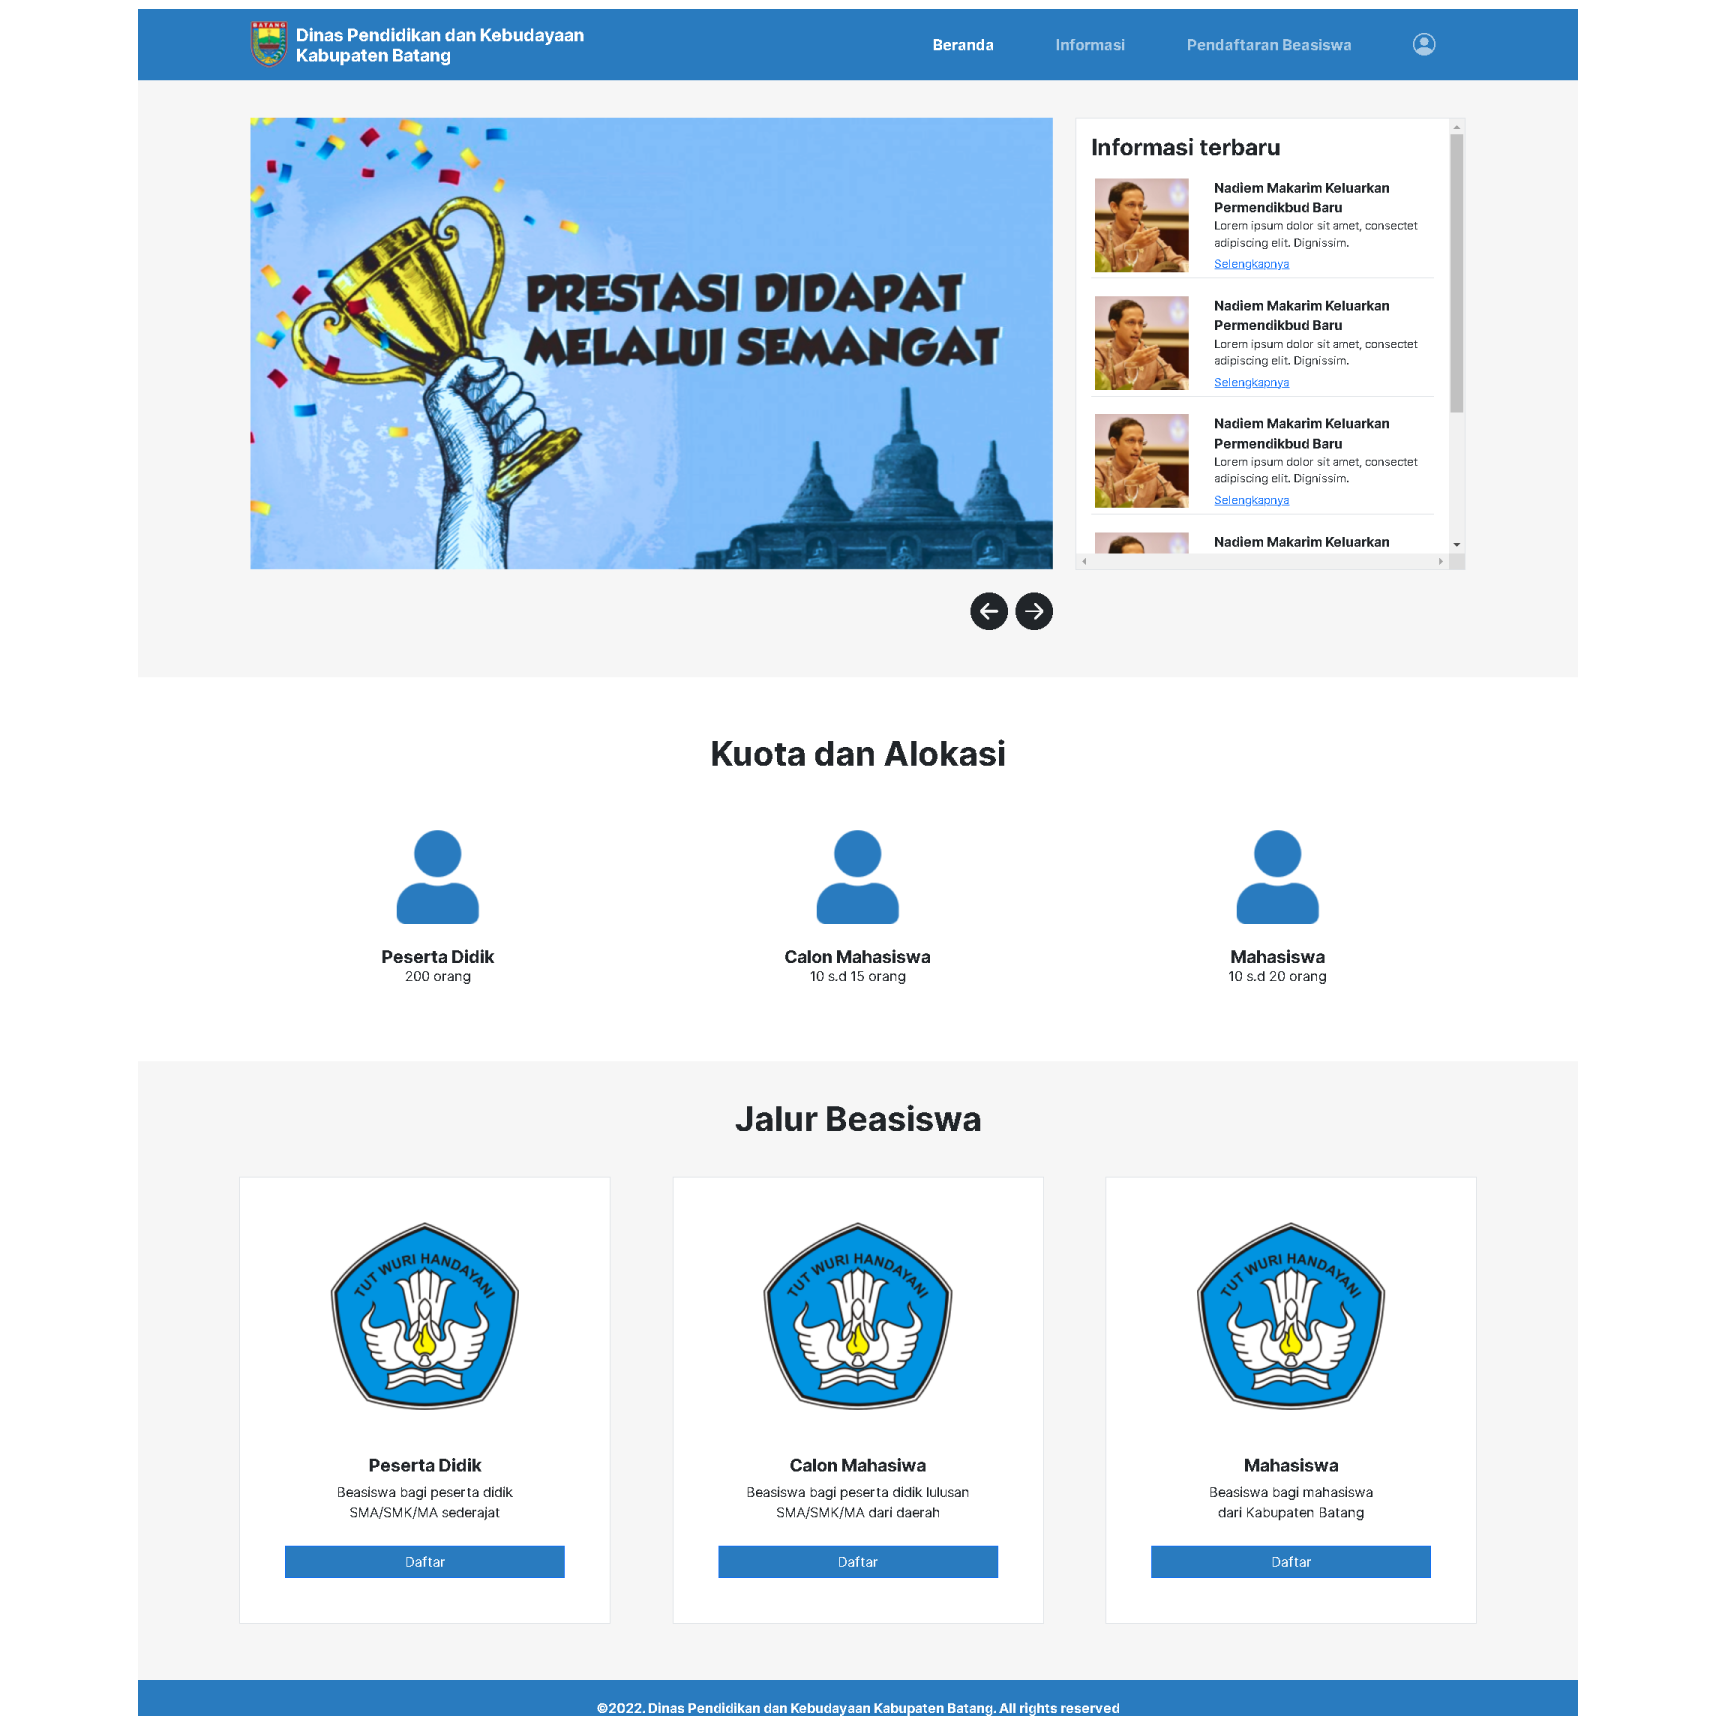 BATANG
Dinas Pendidikan dan Kebudayaan
Kabupaten Batang
Beranda
Informasi
Pendaftaran Beasiswa
PRESTASI DIDAPAT
MELALUI SEMANGAT
Informasi terbaru
Nadiem Makarim Keluarkan
Permendikbud Baru
Lorem ipsum dolor sit amet, consectet
adipiscing elit. Dignissim.
Selengkapnya
Nadiem Makarim Keluarkan
Permendikbud Baru
Lorem ipsum dolor sit amet, consectet
adipiscing elit. Dignissim.
Selengkapnya
Nadiem Makarim Keluarkan
Permendikbud Baru
Lorem ipsum dolor sit amet, consectet
adipiscing elit. Dignissim.
Selengkapnya
Nadiem Makarim Keluarkan
Kuota dan Alokasi
Peserta Didik
200 orang
Calon Mahasiswa
10 s.d 15 orang
Mahasiswa
10 s.d 20 orang
Jalur Beasiswa
TUT WURI HANDAYANI
Peserta Didik
Beasiswa bagi peserta didik
SMA/SMK/MA sederajat
Daftar
TUT WURI HANDAYANI
Calon Mahasiwa
Beasiswa bagi peserta didik lulusan
SMA/SMK/MA dari daerah
Daftar
TUT WURI HANDAYANI
Mahasiswa
Beasiswa bagi mahasiswa
dari Kabupaten Batang
Daftar
©2022. Dinas Pendidikan dan Kebudayaan Kabupaten Batang. All rights reserved